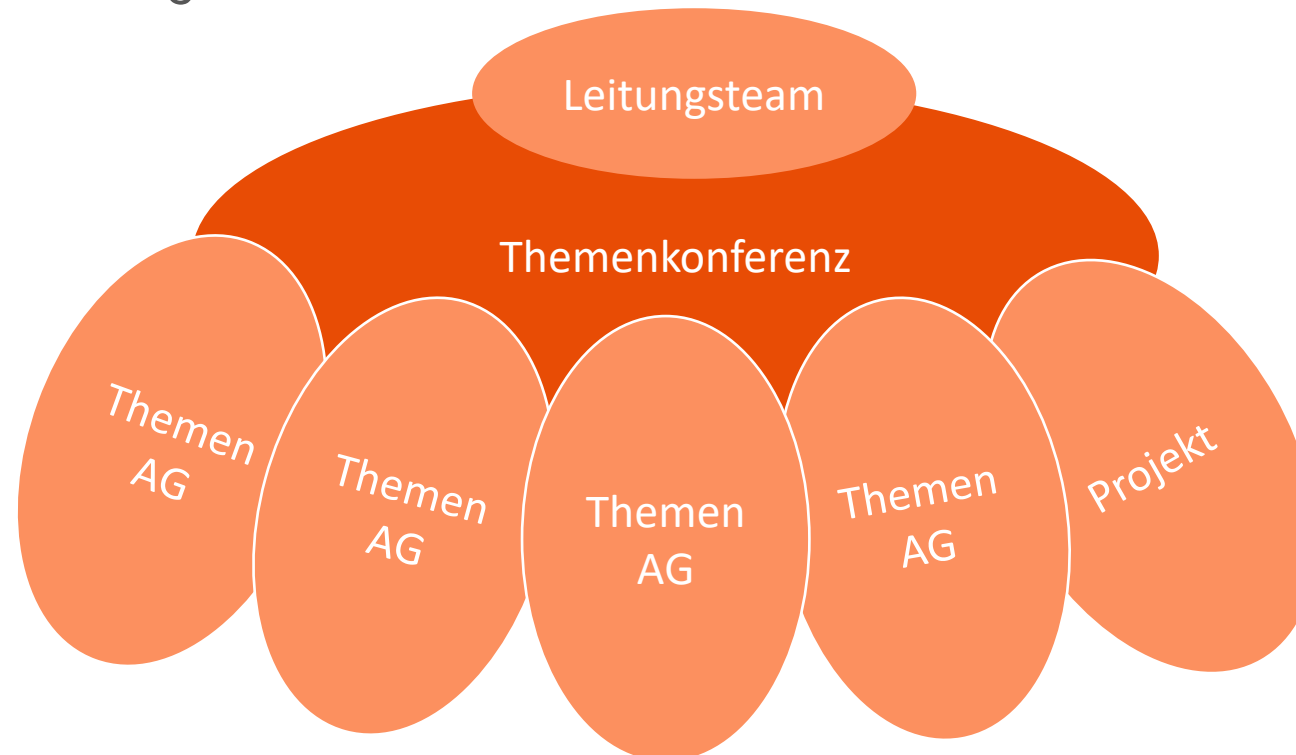 Leitungsteam
Themenkonferenz
Themen
AG
Themen
AG
Themen
AG
Themen
AG
Projekt